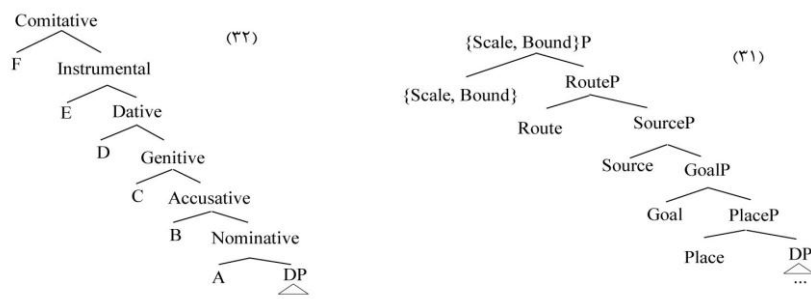 Comitative
(۳۲)
F
Instrumental
E
Dative
D
Genitive
C
Accusative
B
Nominative
A
DP
{Scale, Bound}P
(۳۱)
{Scale, Bound}
RouteP
Route
SourceP
Source
GoalP
Goal
PlaceP
Place
DP
...